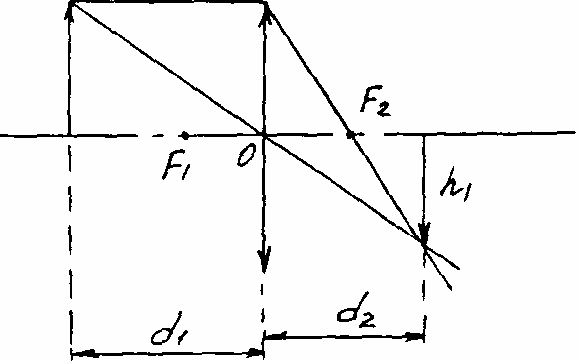 F₂
F₁
O
h₁
d₁
d₂